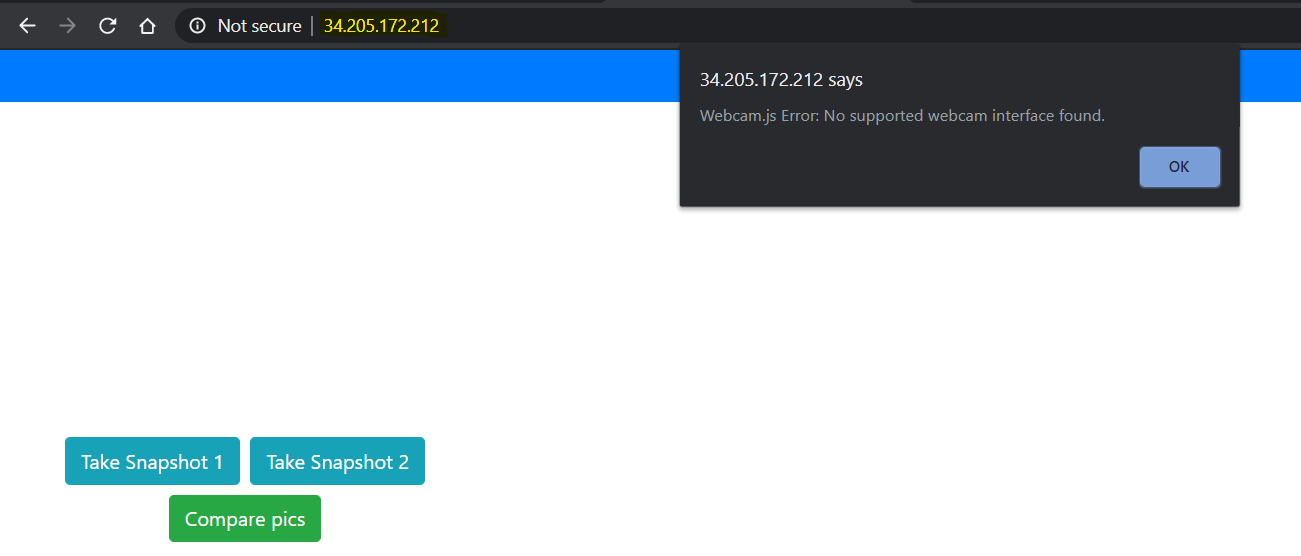 Not secure | 34.205.172.212
34.205.172.212 says
Webcam.js Error: No supported webcam interface found.
OK
Take Snapshot 1 Take Snapshot 2
Compare pics